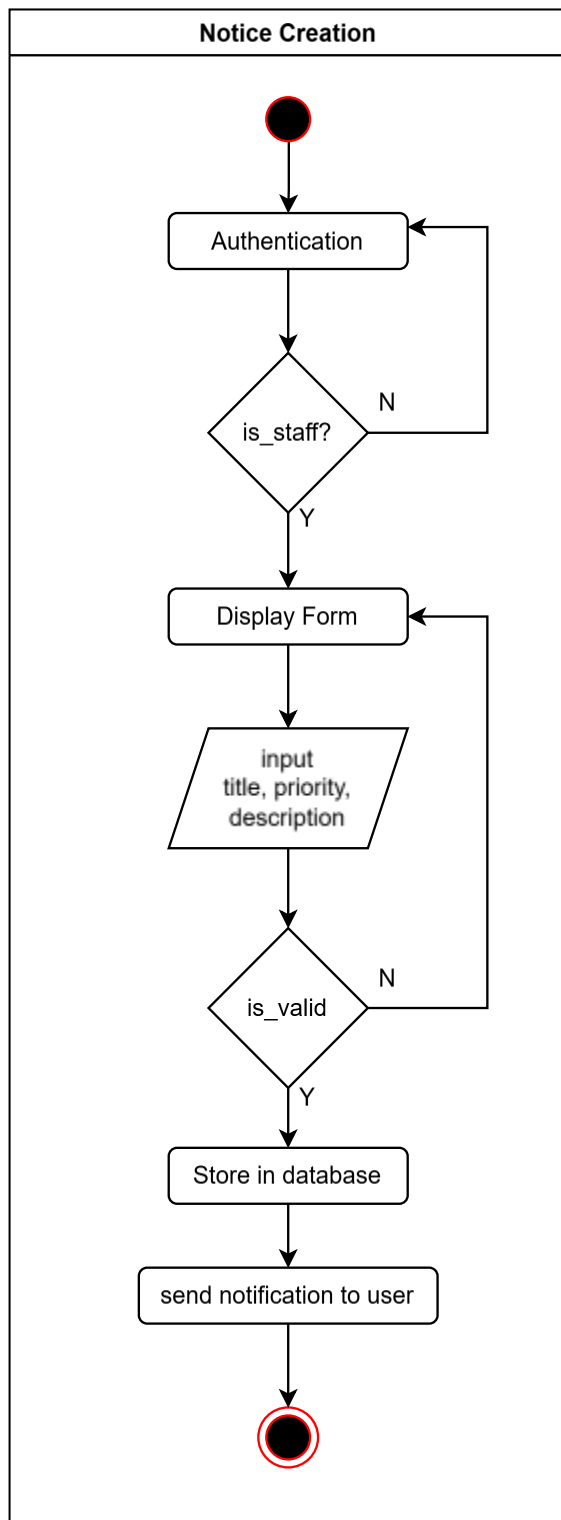 Notice Creation
Authentication
is_staff?
N
Y
Display Form
input
title, priority,
description
is_valid
N
Y
Store in database
send notification to user